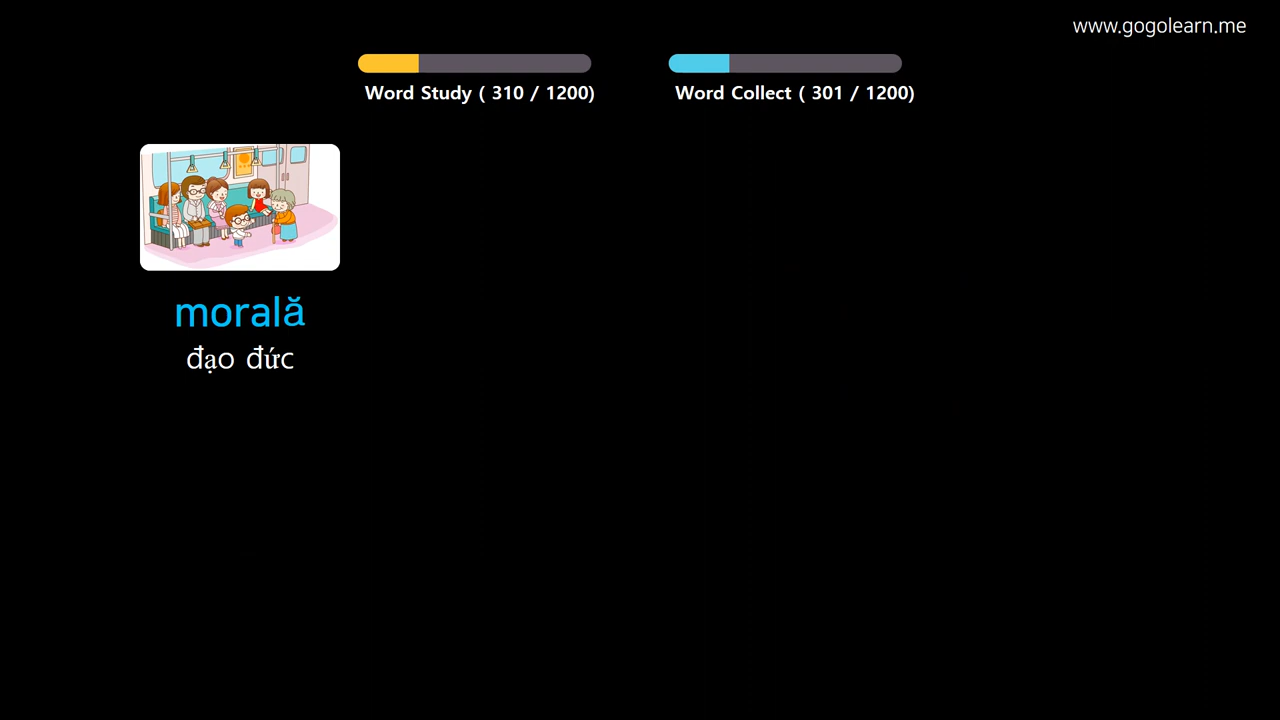 www.gogolearn.me
Word Study ( 310 / 1200)
Word Collect ( 301 / 1200)
morală
đạo đức